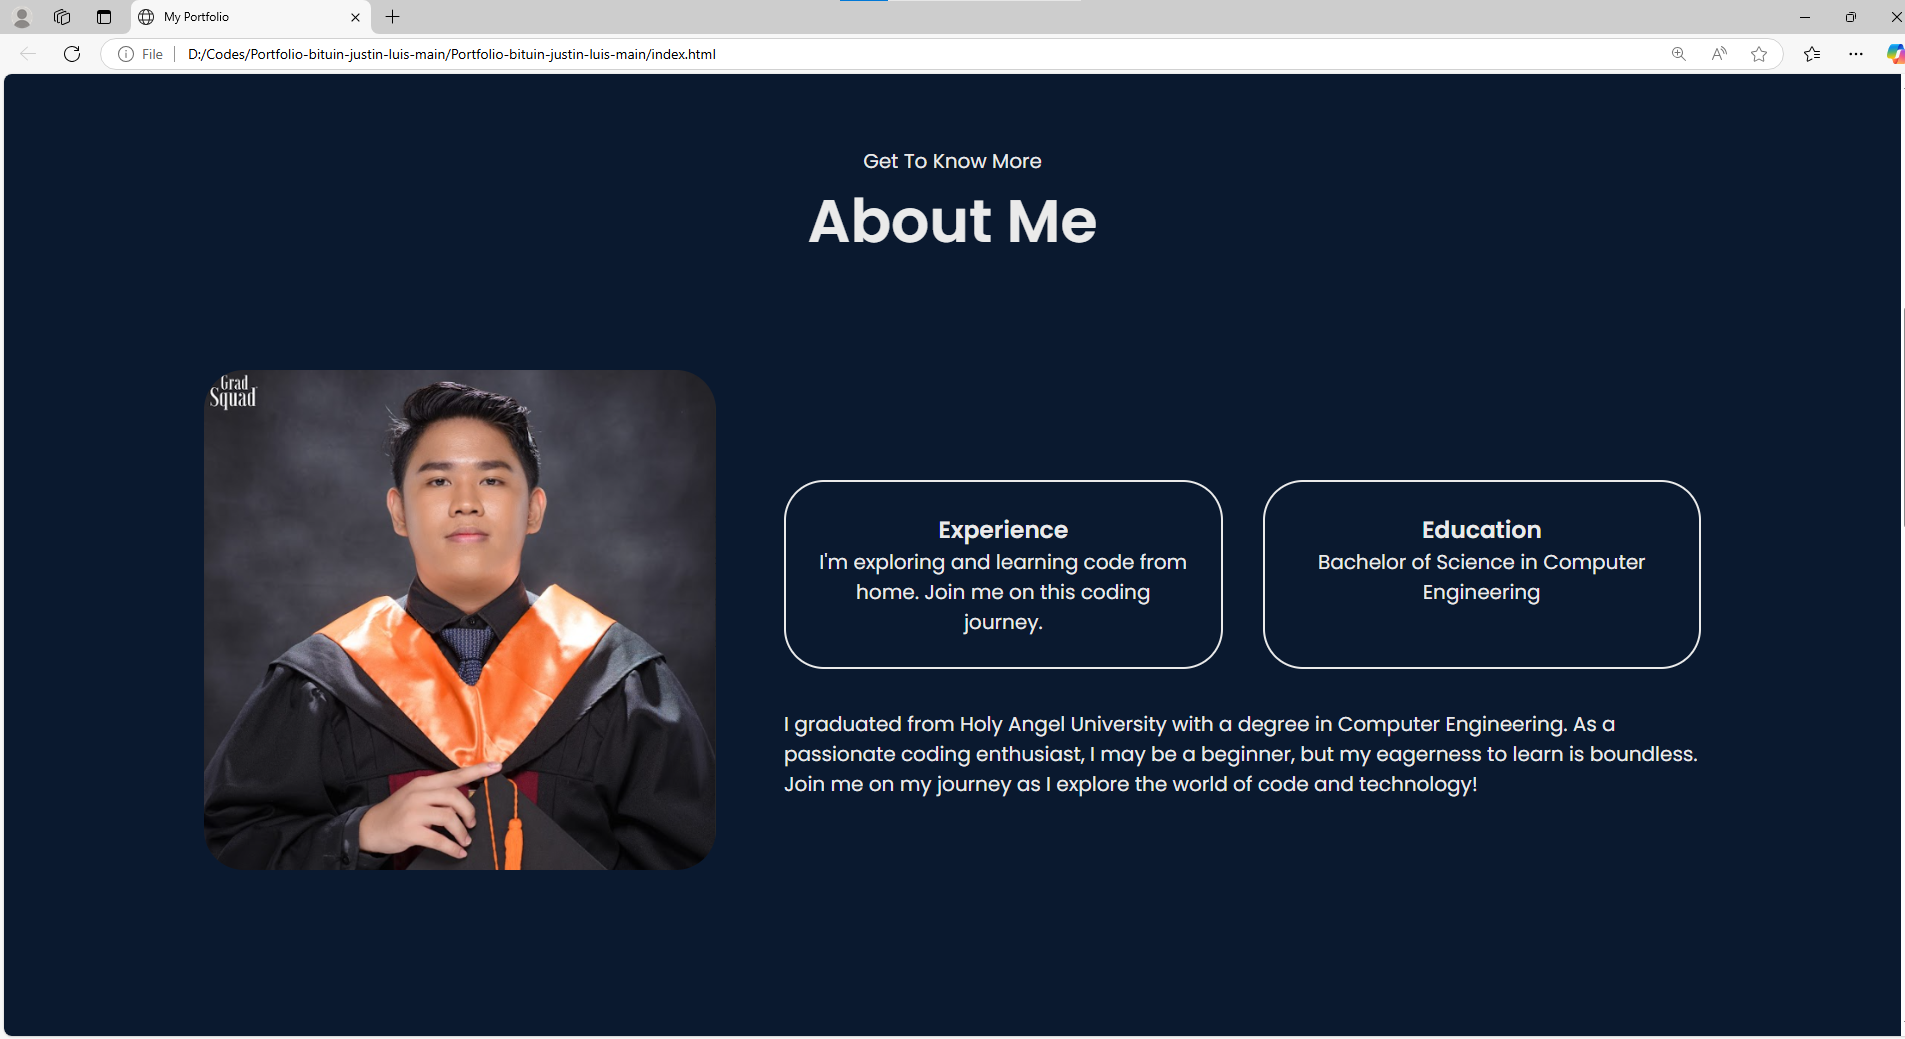 My Portfolio
File
D:/Codes/Portfolio-bituin-justin-luis-main/Portfolio-bituin-justin-luis-main/index.html
Get To Know More
About Me
Grad
Squad
Experience
I'm exploring and learning code from
home. Join me on this coding
journey.
Education
Bachelor of Science in Computer
Engineering
I graduated from Holy Angel University with a degree in Computer Engineering. As a
passionate coding enthusiast, I may be a beginner, but my eagerness to learn is boundless.
Join me on my journey as I explore the world of code and technology!